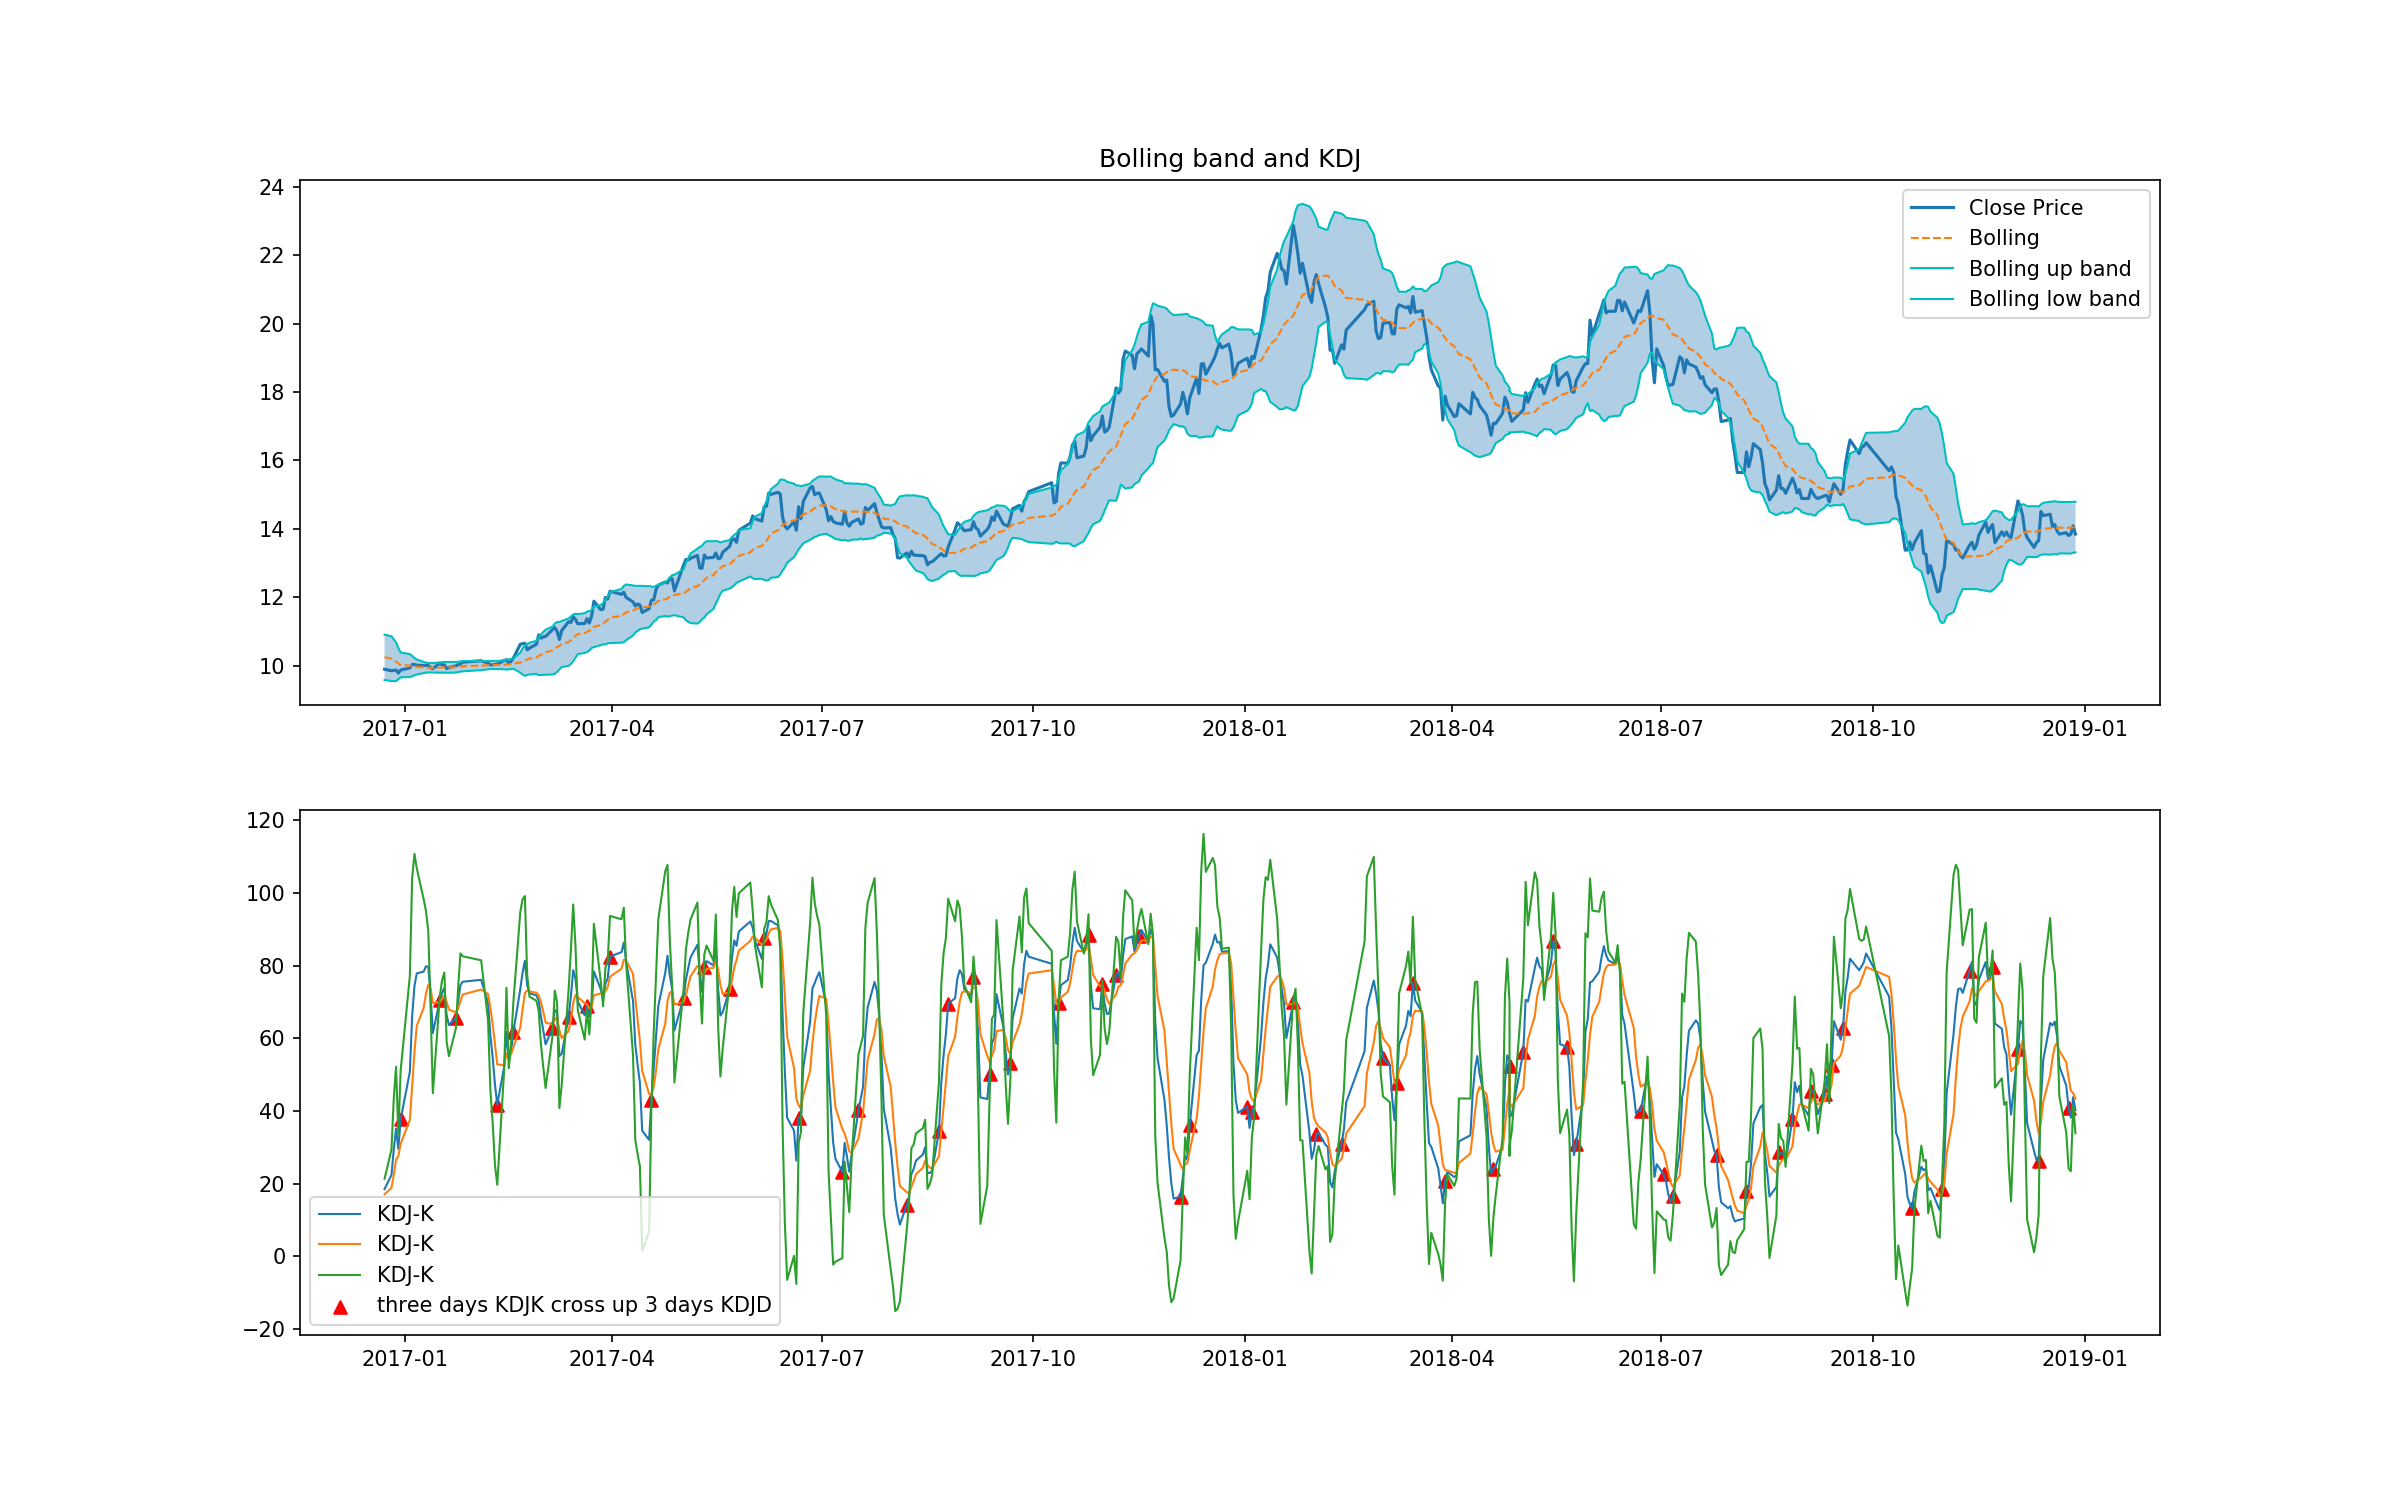 Bolling band and KDJ
24
22
20
18
16
14
12
10
Close Price
Bolling
Bolling up band
Bolling low band
2017-01 2017-04 2017-07 2017-10 2018-01 2018-04 2018-07 2018-10 2019-01
120
100
80
60
40
20
0
−20
KDJ-K
KDJ-K
KDJ-K
three days KDJK cross up 3 days KDJD
2017-01 2017-04 2017-07 2017-10 2018-01 2018-04 2018-07 2018-10 2019-01